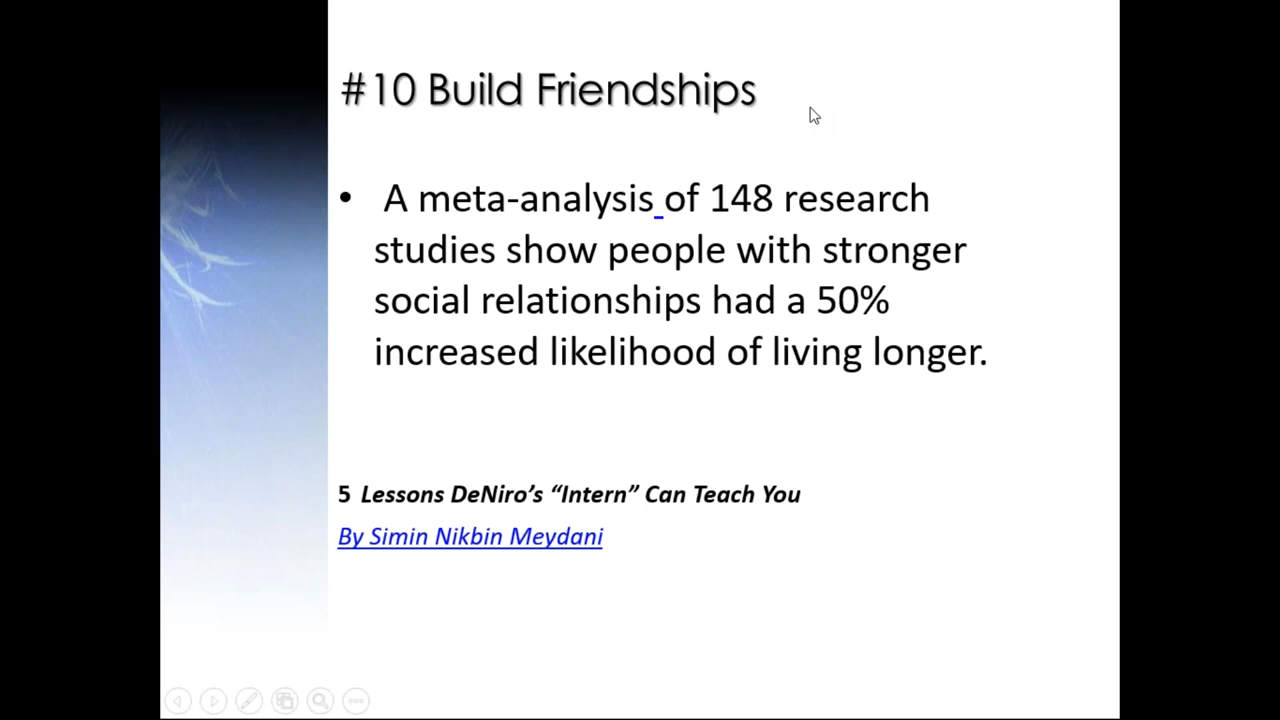 #10 Build Friendships
• A meta-analysis of 148 research
studies show people with stronger
social relationships had a 50%
increased likelihood of living longer.
5 Lessons DeNiro's “Intern” Can Teach You
By Simin Nikbin Meydani